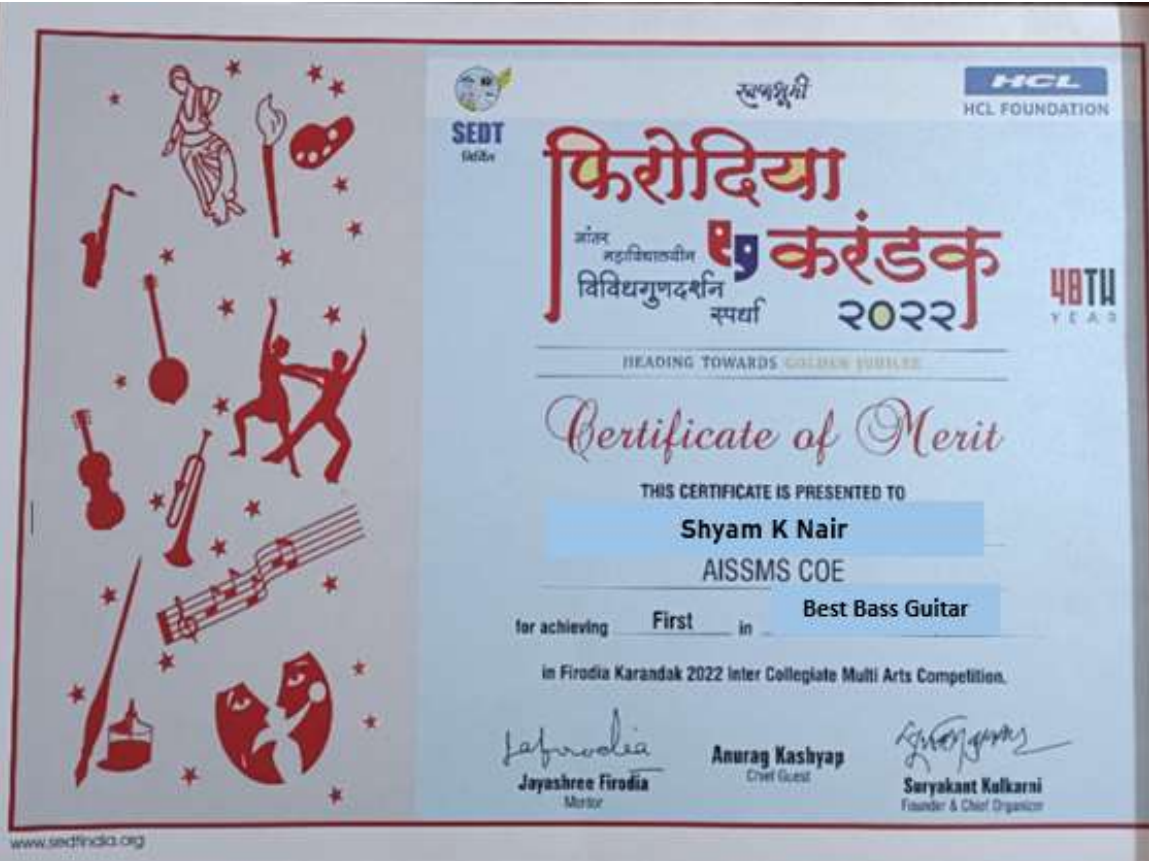 SEDT
निर्मित
स्वप्नभूमी
HCL
HCL FOUNDATION
फिरोदिया
करंडक
आंतर
महाविद्यालयीन
विविधगुणदर्शन
स्पर्धा
२०२२
48TH
YEAR
HEADING TOWARDS GOLDEN JUBILEE
Certificate of Merit
THIS CERTIFICATE IS PRESENTED TO
Shyam K Nair
AISSMS COE
for achieving First in Best Bass Guitar
in Firodia Karandak 2022 Inter Collegiate Multi Arts Competition.
Jayashree Firodia
Mentor
Anurag Kashyap
Chief Guest
Suryakant Kulkarni
Founder & Chief Organizer
www.sedtindia.org